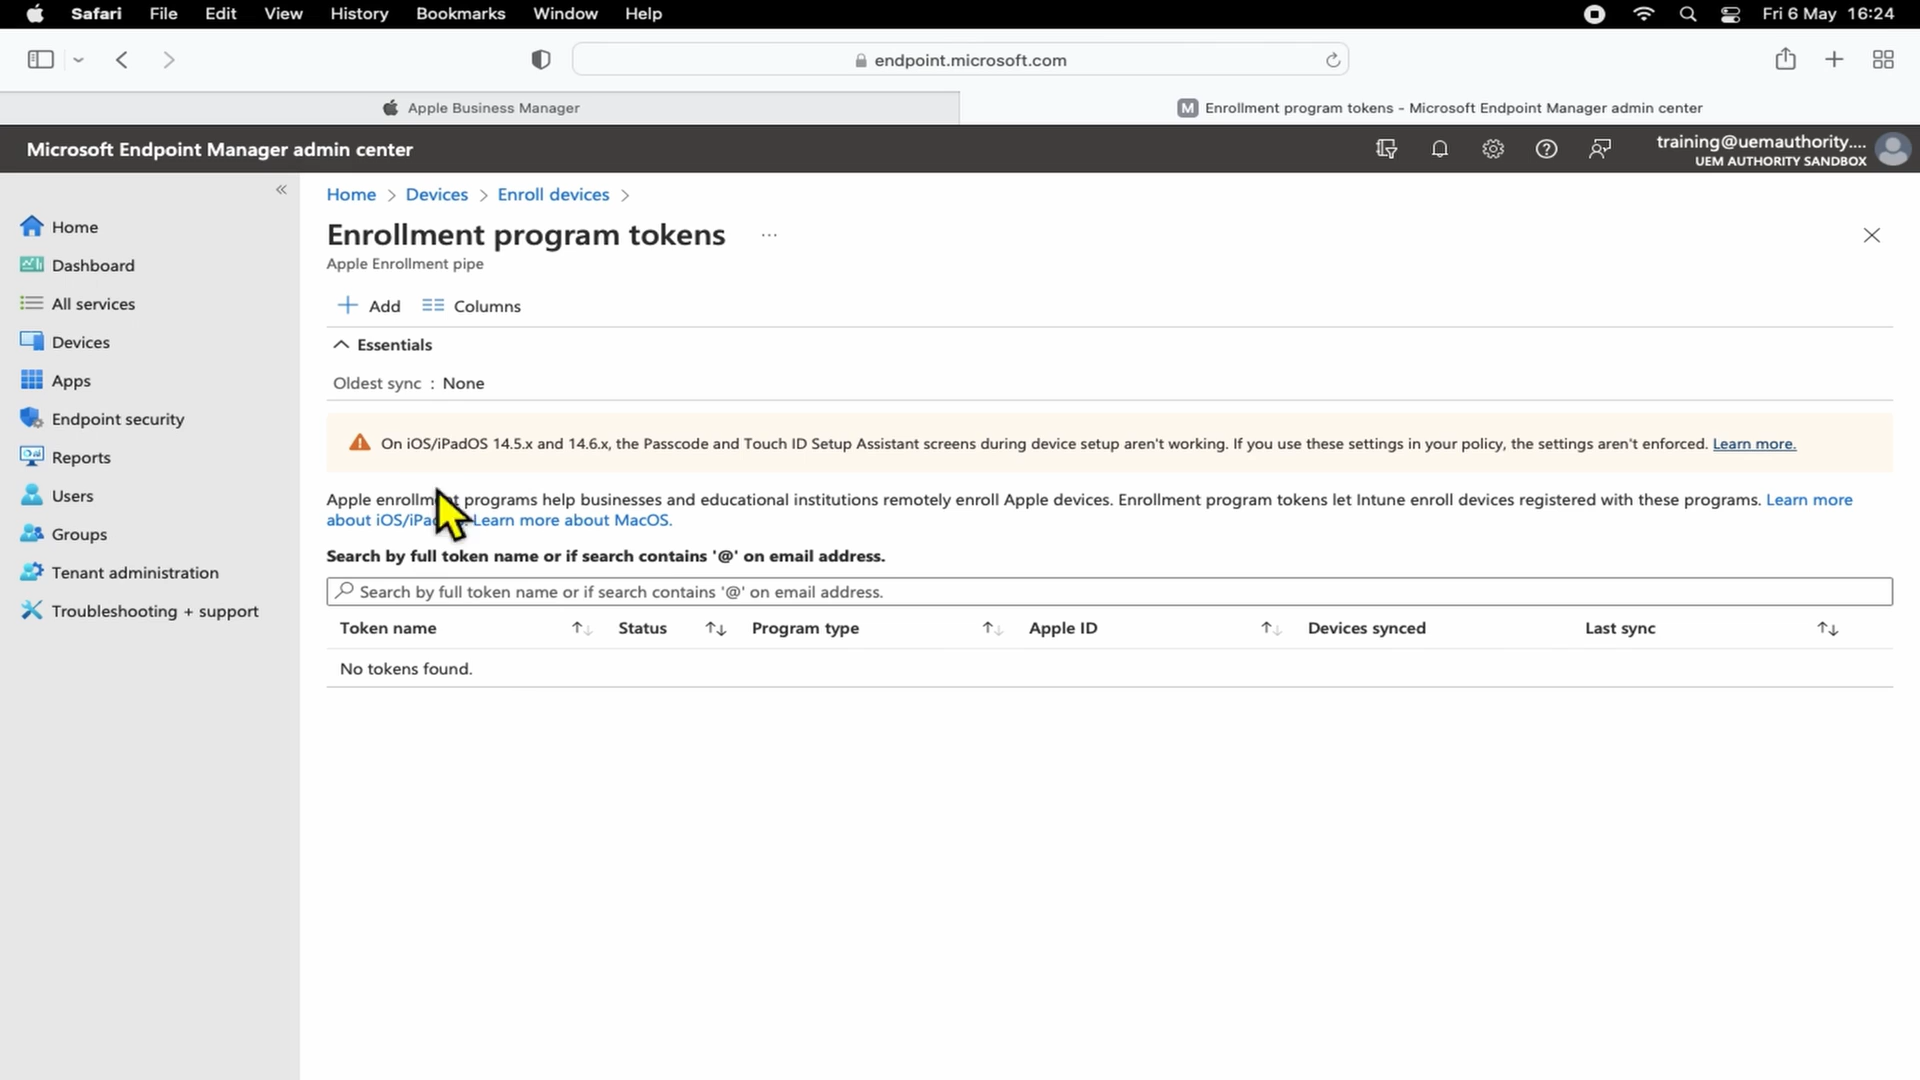 Safari File Edit View History Bookmarks Window Help Fri 6 May 16:24
endpoint.microsoft.com
Apple Business Manager
M Enrollment program tokens - Microsoft Endpoint Manager admin center
Microsoft Endpoint Manager admin center
training@uemauthority....
UEM AUTHORITY SANDBOX
Home
Dashboard
All services
Devices
Apps
Endpoint security
Reports
Users
Groups
Tenant administration
Troubleshooting + support
Home > Devices > Enroll devices >
Enrollment program tokens ...
Apple Enrollment pipe
Add Columns
Essentials
Oldest sync : None
On iOS/iPadOS 14.5.x and 14.6.x, the Passcode and Touch ID Setup Assistant screens during device setup aren't working. If you use these settings in your policy, the settings aren't enforced. Learn more.
Apple programs help businesses and educational institutions remotely enroll Apple devices. Enrollment program tokens let Intune enroll devices registered with these programs. Learn more
about Learn more about MacOS.
Search by full token name or if search contains '@' on email address.
Search by full token name or if search contains '@' on email address.
Token name Status Program type Apple ID Devices synced Last sync
No tokens found.